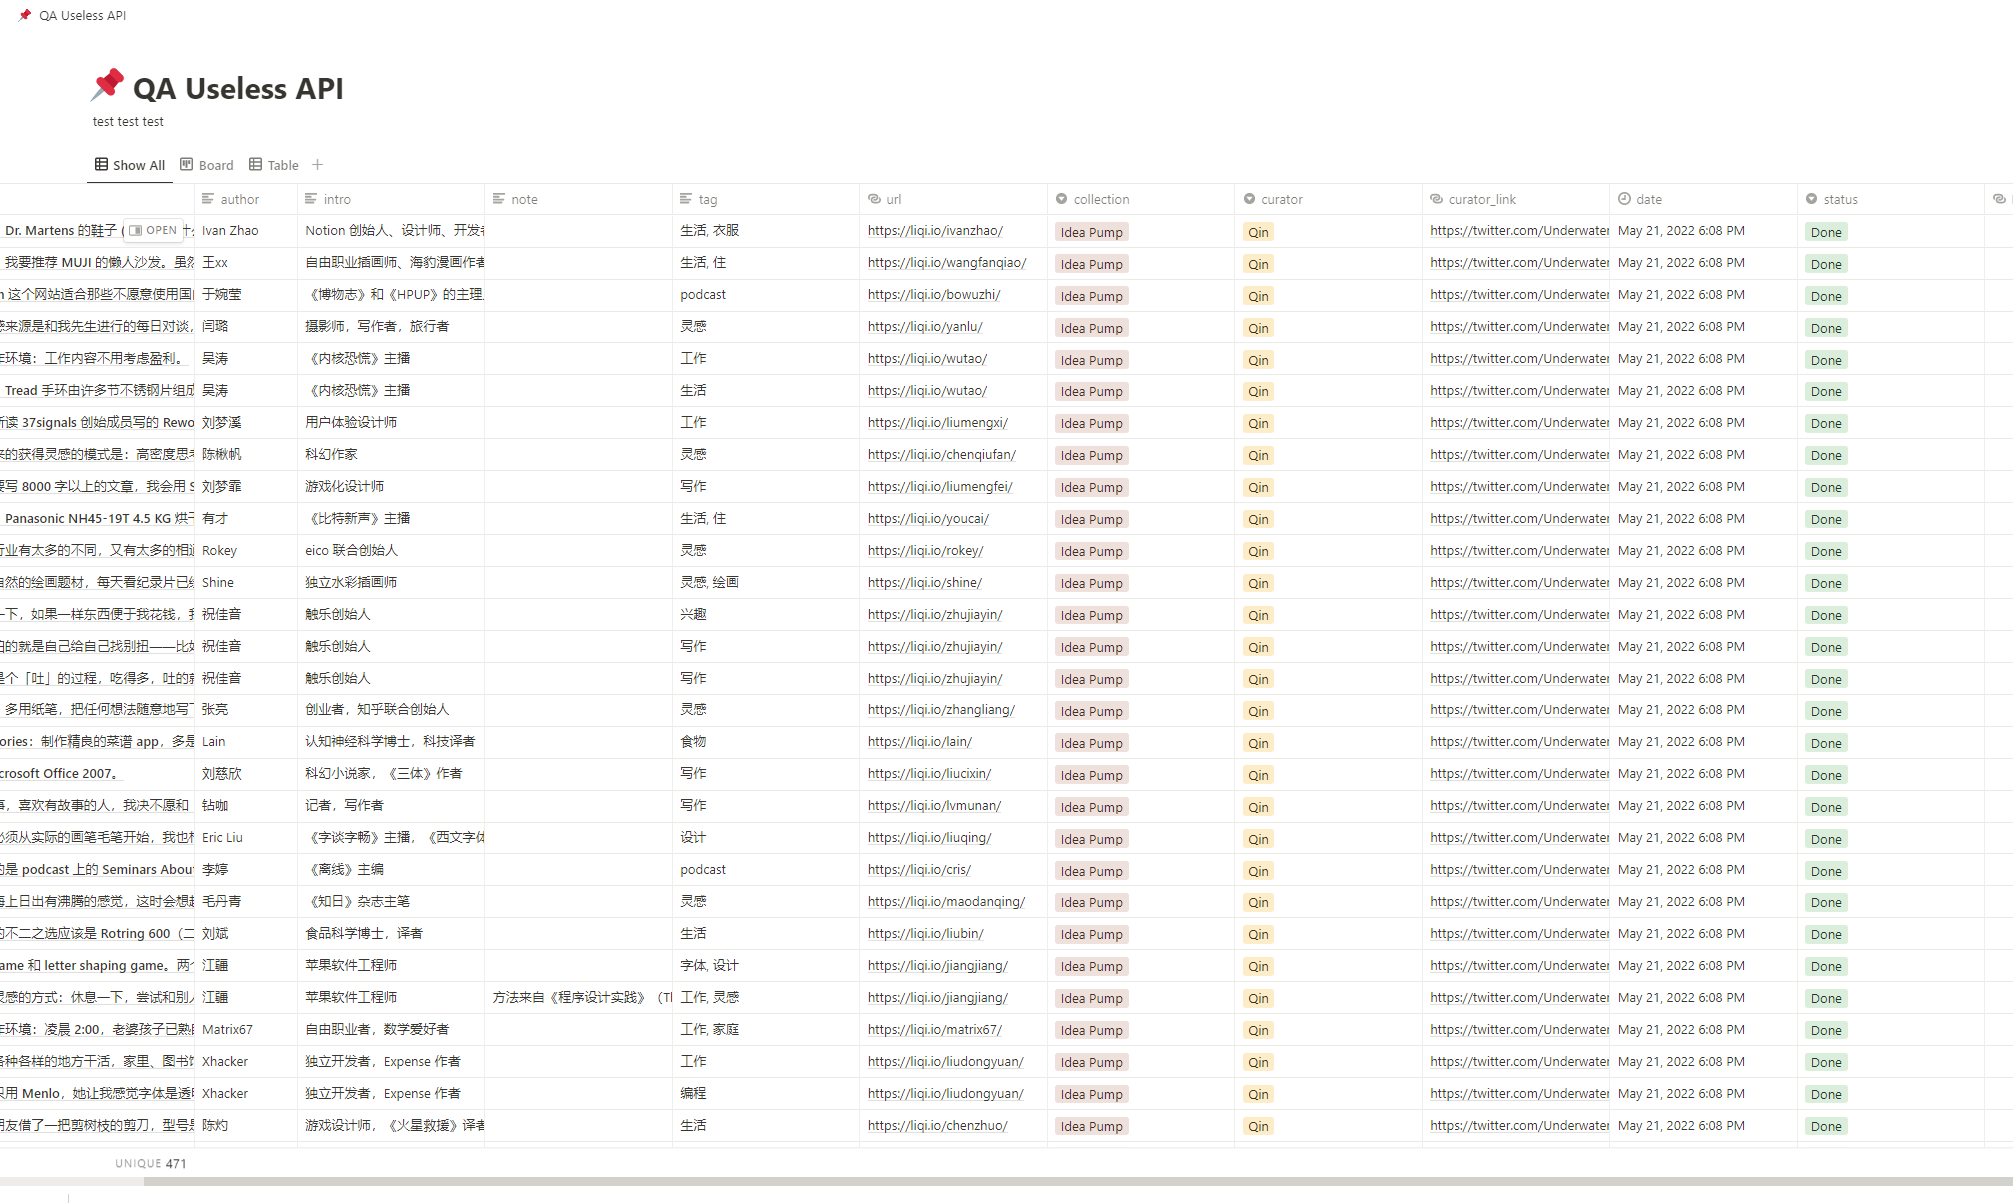 QA Useless API
QA Useless API
test test test
Show All Board Table
author intro note tag url collection curator curator_link date status
Dr. Martens 的鞋子 ( OPEN Ivan Zhao Notion 创始人、设计师、开发 生活, 衣服 https://liqi.io/ivanzhao/ Idea Pump Qin https://twitter.com/Underwater May 21, 2022 6:08 PM Done
我要推荐 MUJI 的懒人沙发。虽然 王xx 自由职业插画师、海豹漫画作者 生活, 住 https://liqi.io/wangfanqiao/ Idea Pump Qin https://twitter.com/Underwater May 21, 2022 6:08 PM Done
这个网站适合那些不愿意使用国 于婉莹 《博物志》和《HPUP》的主理 podcast https://liqi.io/bowuzhi/ Idea Pump Qin https://twitter.com/Underwater May 21, 2022 6:08 PM Done
来源是和我先生进行的每日对谈， 闫璐 摄影师，写作者，旅行者 灵感 https://liqi.io/yanlu/ Idea Pump Qin https://twitter.com/Underwater May 21, 2022 6:08 PM Done
环境：工作内容不用考虑盈利。 吴涛 《内核恐慌》主播 工作 https://liqi.io/wutao/ Idea Pump Qin https://twitter.com/Underwater May 21, 2022 6:08 PM Done
Tread 手环由许多节不锈钢片组成 吴涛 《内核恐慌》主播 生活 https://liqi.io/wutao/ Idea Pump Qin https://twitter.com/Underwater May 21, 2022 6:08 PM Done
读 37signals 创始成员写的 Rewo 刘梦溪 用户体验设计师 工作 https://liqi.io/liumengxi/ Idea Pump Qin https://twitter.com/Underwater May 21, 2022 6:08 PM Done
的获得灵感的模式是：高密度思 陈楸帆 科幻作家 灵感 https://liqi.io/chenqiufan/ Idea Pump Qin https://twitter.com/Underwater May 21, 2022 6:08 PM Done
写 8000 字以上的文章，我会用 S 刘梦霏 游戏化设计师 写作 https://liqi.io/liumengfei/ Idea Pump Qin https://twitter.com/Underwater May 21, 2022 6:08 PM Done
Panasonic NH45-19T 4.5 KG 烘干 有才 《比特新声》主播 生活, 住 https://liqi.io/youcai/ Idea Pump Qin https://twitter.com/Underwater May 21, 2022 6:08 PM Done
行业有太多的不同，又有太多的相通 Rokey eico 联合创始人 灵感 https://liqi.io/rokey/ Idea Pump Qin https://twitter.com/Underwater May 21, 2022 6:08 PM Done
自然的绘画题材，每天看纪录片已经 Shine 独立水彩插画师 灵感, 绘画 https://liqi.io/shine/ Idea Pump Qin https://twitter.com/Underwater May 21, 2022 6:08 PM Done
一下，如果一样东西便于我花钱，我 祝佳音 触乐创始人 兴趣 https://liqi.io/zhujiayin/ Idea Pump Qin https://twitter.com/Underwater May 21, 2022 6:08 PM Done
的就是自己给自己找别扭——比如 祝佳音 触乐创始人 写作 https://liqi.io/zhujiayin/ Idea Pump Qin https://twitter.com/Underwater May 21, 2022 6:08 PM Done
是个「吐」的过程，吃得多，吐的就 祝佳音 触乐创始人 写作 https://liqi.io/zhujiayin/ Idea Pump Qin https://twitter.com/Underwater May 21, 2022 6:08 PM Done
多用纸笔，把任何想法随意地写下 张亮 创业者，知乎联合创始人 灵感 https://liqi.io/zhangliang/ Idea Pump Qin https://twitter.com/Underwater May 21, 2022 6:08 PM Done
ories：制作精良的菜谱 app，多是 Lain 认知神经科学博士，科技译者 食物 https://liqi.io/lain/ Idea Pump Qin https://twitter.com/Underwater May 21, 2022 6:08 PM Done
crosoft Office 2007。 刘慈欣 科幻小说家，《三体》作者 写作 https://liqi.io/liucixin/ Idea Pump Qin https://twitter.com/Underwater May 21, 2022 6:08 PM Done
事，喜欢有故事的人，我决不愿和 钻咖 记者，写作者 写作 https://liqi.io/lvmunan/ Idea Pump Qin https://twitter.com/Underwater May 21, 2022 6:08 PM Done
必须从实际的画笔毛笔开始，我也 Eric Liu 《字谈字畅》主播，《西文字体 设计 https://liqi.io/liuqing/ Idea Pump Qin https://twitter.com/Underwater May 21, 2022 6:08 PM Done
的是 podcast 上的 Seminars Abou 李婷 《离线》主编 podcast https://liqi.io/cris/ Idea Pump Qin https://twitter.com/Underwater May 21, 2022 6:08 PM Done
海上日出有沸腾的感觉，这时会想起 毛丹青 《知日》杂志主笔 灵感 https://liqi.io/maodanqing/ Idea Pump Qin https://twitter.com/Underwater May 21, 2022 6:08 PM Done
的不二之选应该是 Rotring 600（二 刘斌 食品科学博士，译者 生活 https://liqi.io/liubin/ Idea Pump Qin https://twitter.com/Underwater May 21, 2022 6:08 PM Done
ame 和 letter shaping game。两个 江疆 苹果软件工程师 字体, 设计 https://liqi.io/jiangjiang/ Idea Pump Qin https://twitter.com/Underwater May 21, 2022 6:08 PM Done
灵感的方式：休息一下，尝试和别人 江疆 苹果软件工程师 方法来自《程序设计实践》（Th 工作, 灵感 https://liqi.io/jiangjiang/ Idea Pump Qin https://twitter.com/Underwater May 21, 2022 6:08 PM Done
环境：凌晨 2:00，老婆孩子已熟 Matrix67 自由职业者，数学爱好者 工作, 家庭 https://liqi.io/matrix67/ Idea Pump Qin https://twitter.com/Underwater May 21, 2022 6:08 PM Done
各种各样的地方干活，家里、图书馆 Xhacker 独立开发者，Expense 作者 工作 https://liqi.io/liudongyuan/ Idea Pump Qin https://twitter.com/Underwater May 21, 2022 6:08 PM Done
只用 Menlo，她让我感觉字体是透明 Xhacker 独立开发者，Expense 作者 编程 https://liqi.io/liudongyuan/ Idea Pump Qin https://twitter.com/Underwater May 21, 2022 6:08 PM Done
朋友借了一把剪树枝的剪刀，型号是 陈灼 游戏设计师，《火星救援》译者 生活 https://liqi.io/chenzhuo/ Idea Pump Qin https://twitter.com/Underwater May 21, 2022 6:08 PM Done
UNIQUE 471